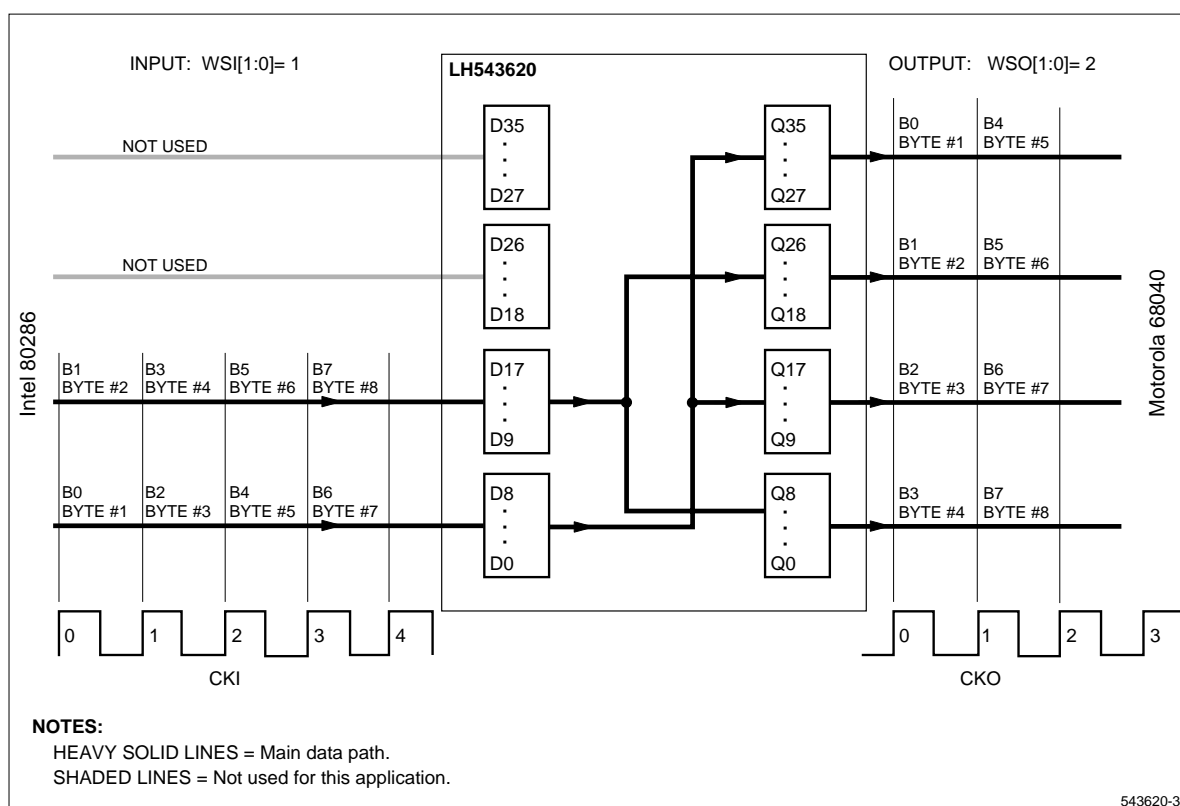 INPUT: WSI[1:0]= 1
LH543620
OUTPUT: WSO[1:0]= 2
NOT USED
D35
.
.
.
D27
Q35
.
.
.
Q27
B0 B4
BYTE #1 BYTE #5
NOT USED
D26
.
.
.
D18
Q26
.
.
.
Q18
B1 B5
BYTE #2 BYTE #6
Intel 80286
B1 B3 B5 B7
BYTE #2 BYTE #4 BYTE #6 BYTE #8
D17
.
.
.
D9
Q17
.
.
.
Q9
B2 B6
BYTE #3 BYTE #7
Motorola 68040
B0 B2 B4 B6
BYTE #1 BYTE #3 BYTE #5 BYTE #7
D8
.
.
.
D0
Q8
.
.
.
Q0
B3 B7
BYTE #4 BYTE #8
0 1 2 3 4
CKI
0 1 2 3
CKO
NOTES:
HEAVY SOLID LINES = Main data path.
SHADED LINES = Not used for this application.
543620-3